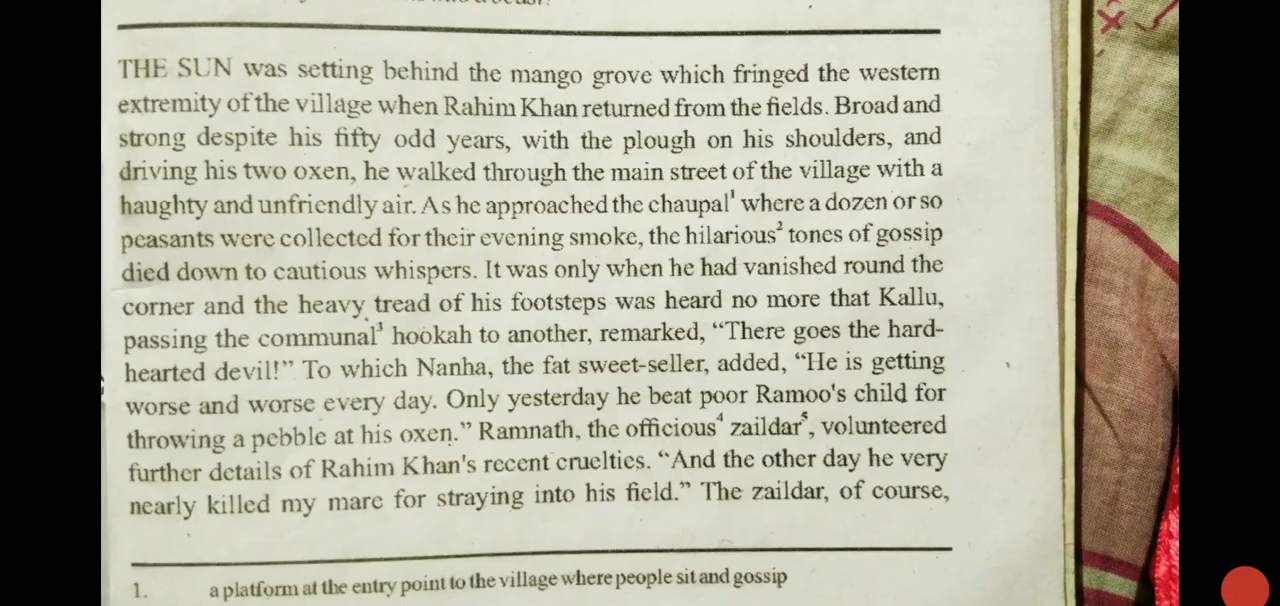 THE SUN was setting behind the mango grove which fringed the western
extremity of the village when Rahim Khan returned from the fields. Broad and
strong despite his fifty odd years, with the plough on his shoulders, and
driving his two oxen, he walked through the main street of the village with a
haughty and unfriendly air. As he approached the chaupal¹ where a dozen or so
peasants were collected for their evening smoke, the hilarious² tones of gossip
died down to cautious whispers. It was only when he had vanished round the
corner and the heavy tread of his footsteps was heard no more that Kallu,
passing the communal³ hookah to another, remarked, “There goes the hard-
hearted devil!” To which Nanha, the fat sweet-seller, added, “He is getting
worse and worse every day. Only yesterday he beat poor Ramoo's child for
throwing a pebble at his oxen.” Ramnath, the officious⁴ zaildar⁵, volunteered
further details of Rahim Khan's recent cruelties. “And the other day he very
nearly killed my mare for straying into his field.” The zaildar, of course,
1. a platform at the entry point to the village where people sit and gossip